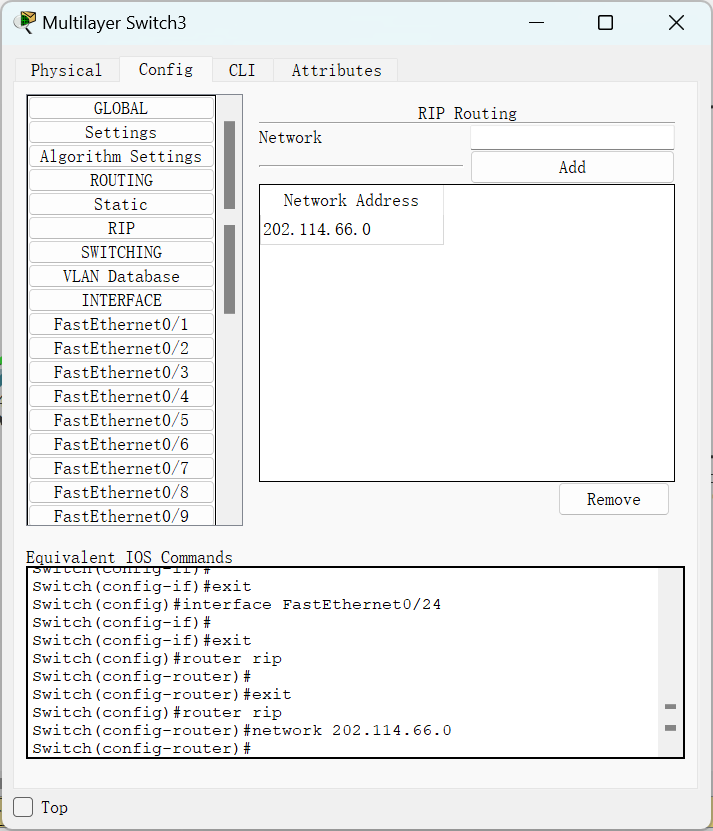 Multilayer Switch3
Physical Config CLI Attributes
GLOBAL
Settings
Algorithm Settings
ROUTING
Static
RIP
SWITCHING
VLAN Database
INTERFACE
FastEthernet0/1
FastEthernet0/2
FastEthernet0/3
FastEthernet0/4
FastEthernet0/5
FastEthernet0/6
FastEthernet0/7
FastEthernet0/8
FastEthernet0/9
RIP Routing
Network
Add
Network Address
202.114.66.0
Remove
Equivalent IOS Commands
Switch(config-if)#
Switch(config-if)#exit
Switch(config)#interface FastEthernet0/24
Switch(config-if)#
Switch(config-if)#exit
Switch(config)#router rip
Switch(config-router)#
Switch(config-router)#exit
Switch(config)#router rip
Switch(config-router)#network 202.114.66.0
Switch(config-router)#
Top